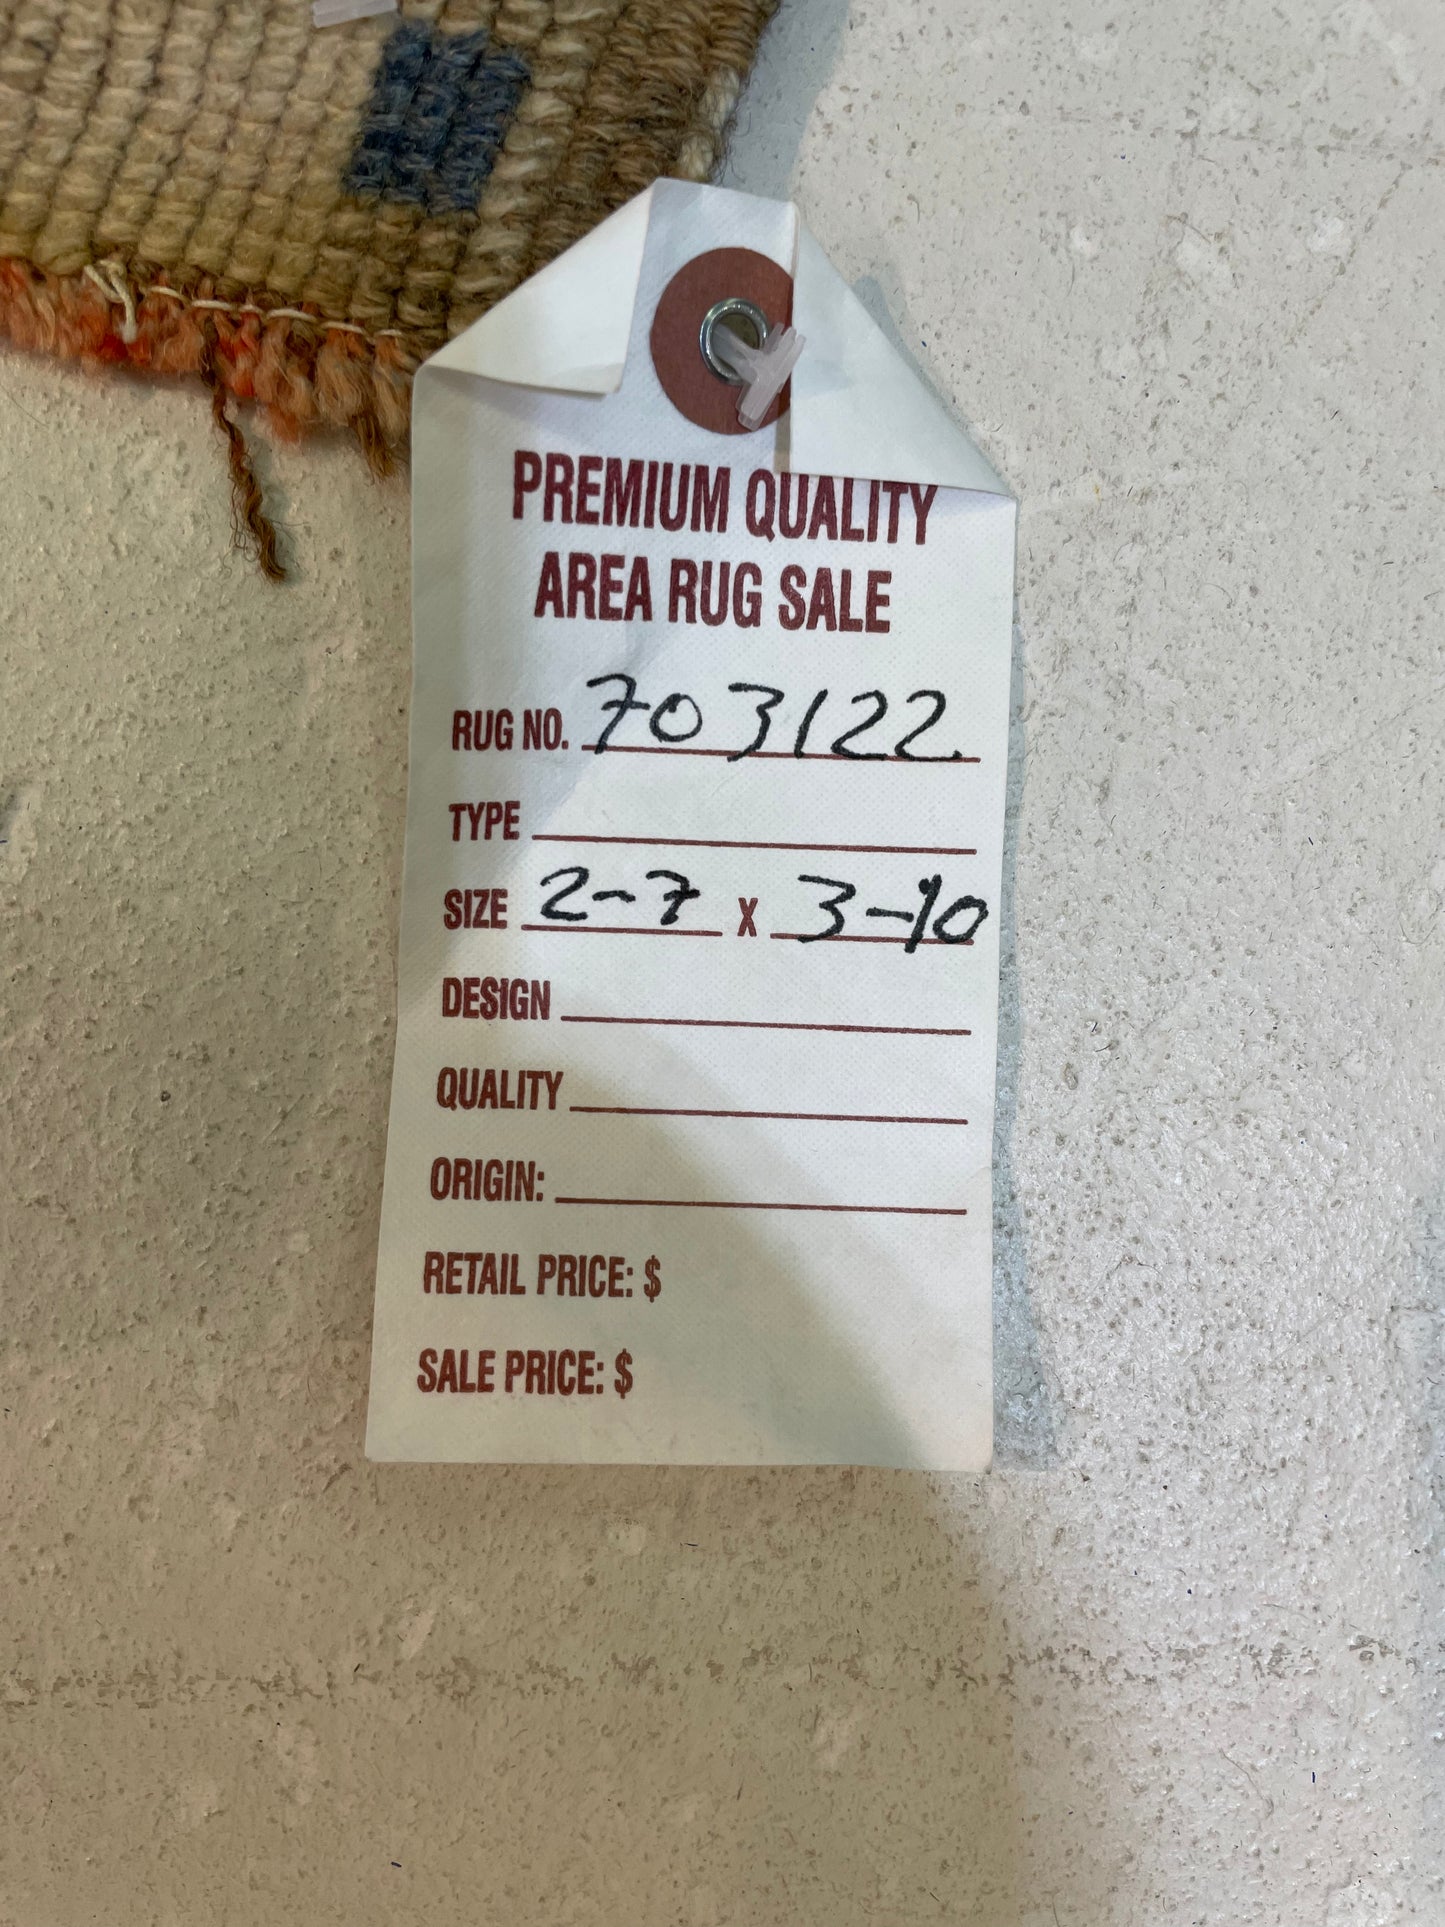 PREMIUM QUALITY
AREA RUG SALE
RUG NO. 703122
TYPE
SIZE 2-7 X 3-10
DESIGN
QUALITY
ORIGIN:
RETAIL PRICE: $
SALE PRICE: $